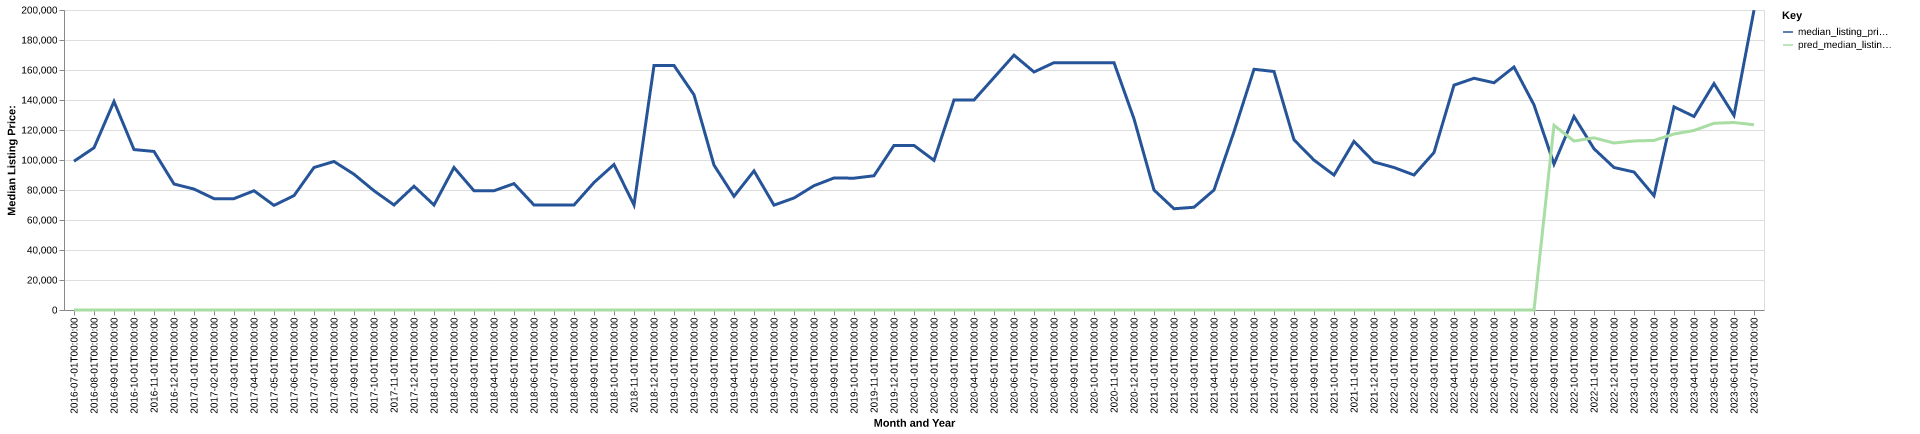 200,000
180,000
160,000
140,000
120,000
100,000
80,000
60,000
40,000
20,000
0
Median Listing Price:
2016-07-01T00:00:00
2016-08-01T00:00:00
2016-09-01T00:00:00
2016-10-01T00:00:00
2016-11-01T00:00:00
2016-12-01T00:00:00
2017-01-01T00:00:00
2017-02-01T00:00:00
2017-03-01T00:00:00
2017-04-01T00:00:00
2017-05-01T00:00:00
2017-06-01T00:00:00
2017-07-01T00:00:00
2017-08-01T00:00:00
2017-09-01T00:00:00
2017-10-01T00:00:00
2017-11-01T00:00:00
2017-12-01T00:00:00
2018-01-01T00:00:00
2018-02-01T00:00:00
2018-03-01T00:00:00
2018-04-01T00:00:00
2018-05-01T00:00:00
2018-06-01T00:00:00
2018-07-01T00:00:00
2018-08-01T00:00:00
2018-09-01T00:00:00
2018-10-01T00:00:00
2018-11-01T00:00:00
2018-12-01T00:00:00
2019-01-01T00:00:00
2019-02-01T00:00:00
2019-03-01T00:00:00
2019-04-01T00:00:00
2019-05-01T00:00:00
2019-06-01T00:00:00
2019-07-01T00:00:00
2019-08-01T00:00:00
2019-09-01T00:00:00
2019-10-01T00:00:00
2019-11-01T00:00:00
2019-12-01T00:00:00
2020-01-01T00:00:00
2020-02-01T00:00:00
2020-03-01T00:00:00
2020-04-01T00:00:00
2020-05-01T00:00:00
2020-06-01T00:00:00
2020-07-01T00:00:00
2020-08-01T00:00:00
2020-09-01T00:00:00
2020-10-01T00:00:00
2020-11-01T00:00:00
2020-12-01T00:00:00
2021-01-01T00:00:00
2021-02-01T00:00:00
2021-03-01T00:00:00
2021-04-01T00:00:00
2021-05-01T00:00:00
2021-06-01T00:00:00
2021-07-01T00:00:00
2021-08-01T00:00:00
2021-09-01T00:00:00
2021-10-01T00:00:00
2021-11-01T00:00:00
2021-12-01T00:00:00
2022-01-01T00:00:00
2022-02-01T00:00:00
2022-03-01T00:00:00
2022-04-01T00:00:00
2022-05-01T00:00:00
2022-06-01T00:00:00
2022-07-01T00:00:00
2022-08-01T00:00:00
2022-09-01T00:00:00
2022-10-01T00:00:00
2022-11-01T00:00:00
2022-12-01T00:00:00
2023-01-01T00:00:00
2023-02-01T00:00:00
2023-03-01T00:00:00
2023-04-01T00:00:00
2023-05-01T00:00:00
2023-06-01T00:00:00
2023-07-01T00:00:00
Month and Year
Key
median_listing_pri…
pred_median_listin…